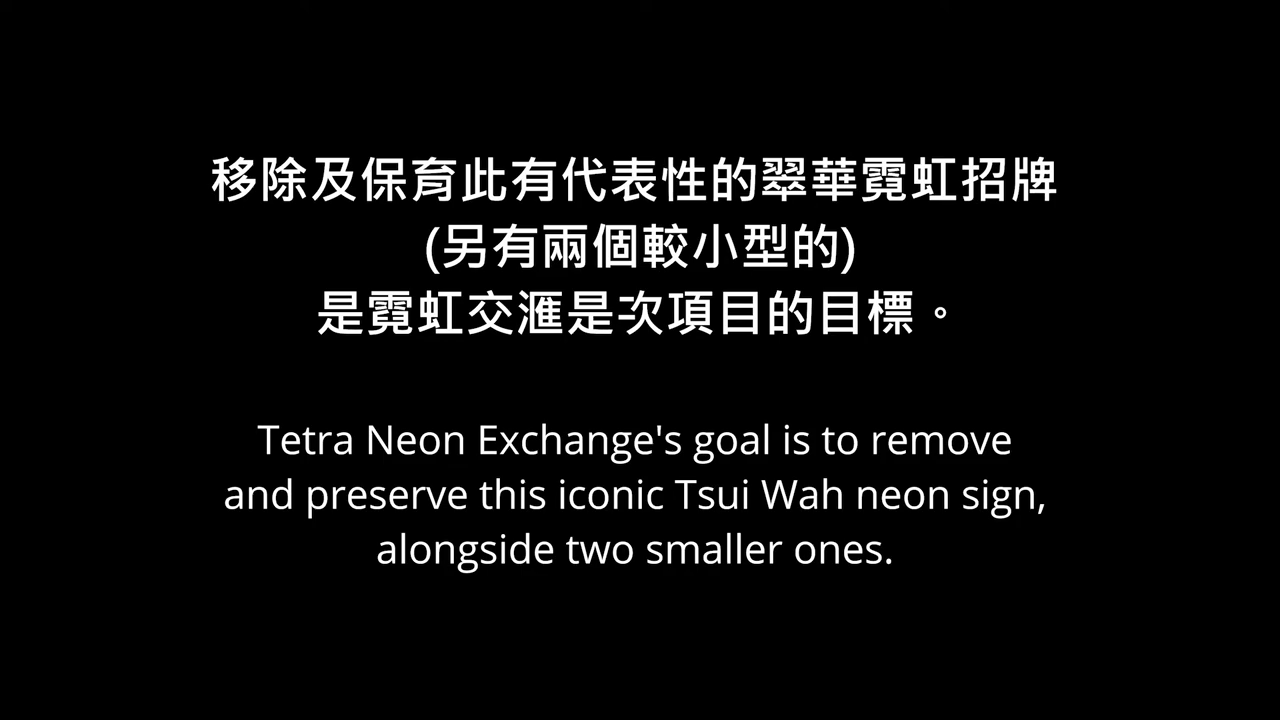 移除及保育此有代表性的翠華霓虹招牌
(另有兩個較小型的)
是霓虹交滙是次項目的目標。
Tetra Neon Exchange's goal is to remove
and preserve this iconic Tsui Wah neon sign,
alongside two smaller ones.